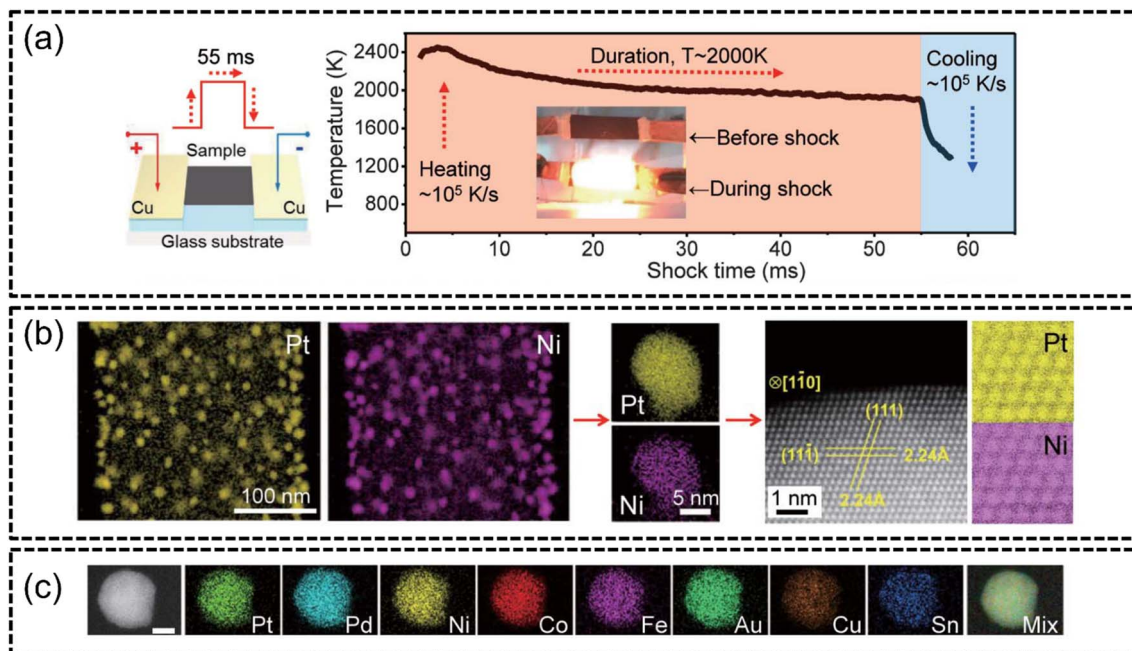 (a)
55 ms
+
Sample
-
Cu
Cu
Glass substrate
Temperature (K)
2400
2000
1600
1200
800
Duration, T~2000K
Cooling
~10⁵ K/s
Heating
~10⁵ K/s
←Before shock
←During shock
0 10 20 30 40 50 60
Shock time (ms)
(b)
Pt
100 nm
Ni
Pt
Ni
5 nm
⊗[11̄0]
(111)
(111̄)
2.24Å
2.24Å
1 nm
Pt
Ni
(c)
Pt
Pd
Ni
Co
Fe
Au
Cu
Sn
Mix